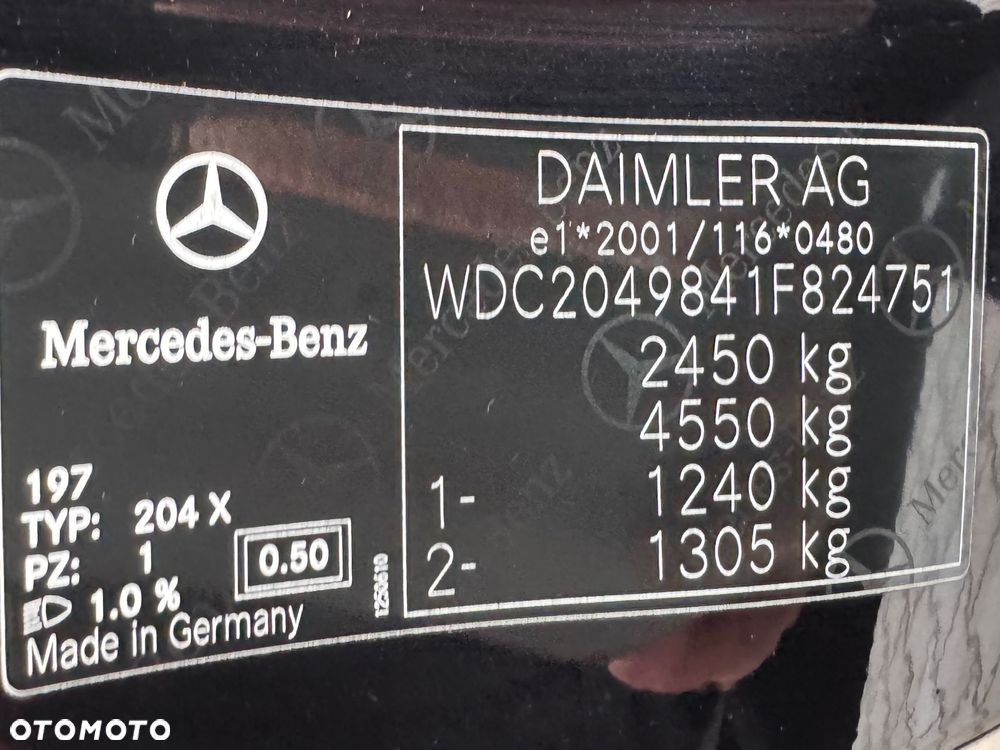 Mercedes-Benz
197
TYP: 204 X
PZ: 1
1.0 %
0.50
Made in Germany
DAIMLER AG
e1*2001/116*0480
WDC2049841F824751
2450 kg
4550 kg
1- 1240 kg
2- 1305 kg
OTOMOTO